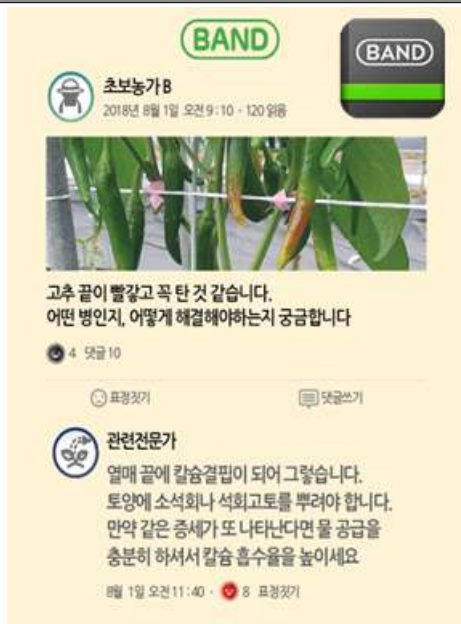 BAND
BAND
초보농가 B
2018년 8월 1일 오전 9:10 · 120 읽음
고추 끝이 빨갛고 꼭 탄 것 같습니다.
어떤 병인지, 어떻게 해결해야하는지 궁금합니다
4 댓글 10
표정짓기
댓글쓰기
관련전문가
열매 끝에 칼슘결핍이 되어 그렇습니다.
토양에 소석회나 석회고토를 뿌려야 합니다.
만약 같은 증세가 또 나타난다면 물 공급을
충분히 하셔서 칼슘 흡수율을 높이세요
8월 1일 오전 11:40 · 8 표정짓기